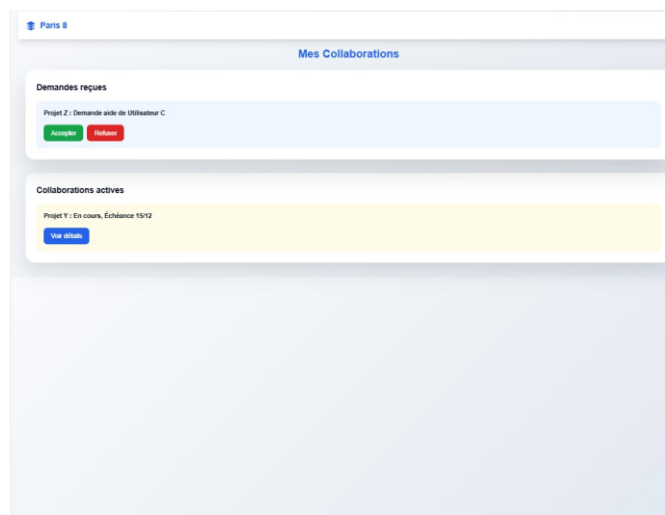 Paris 8
Mes Collaborations
Demandes reçues
Projet Z : Demande aide de Utilisateur C
Accepter Refuser
Collaborations actives
Projet Y : En cours, Échéance 15/12
Voir détails